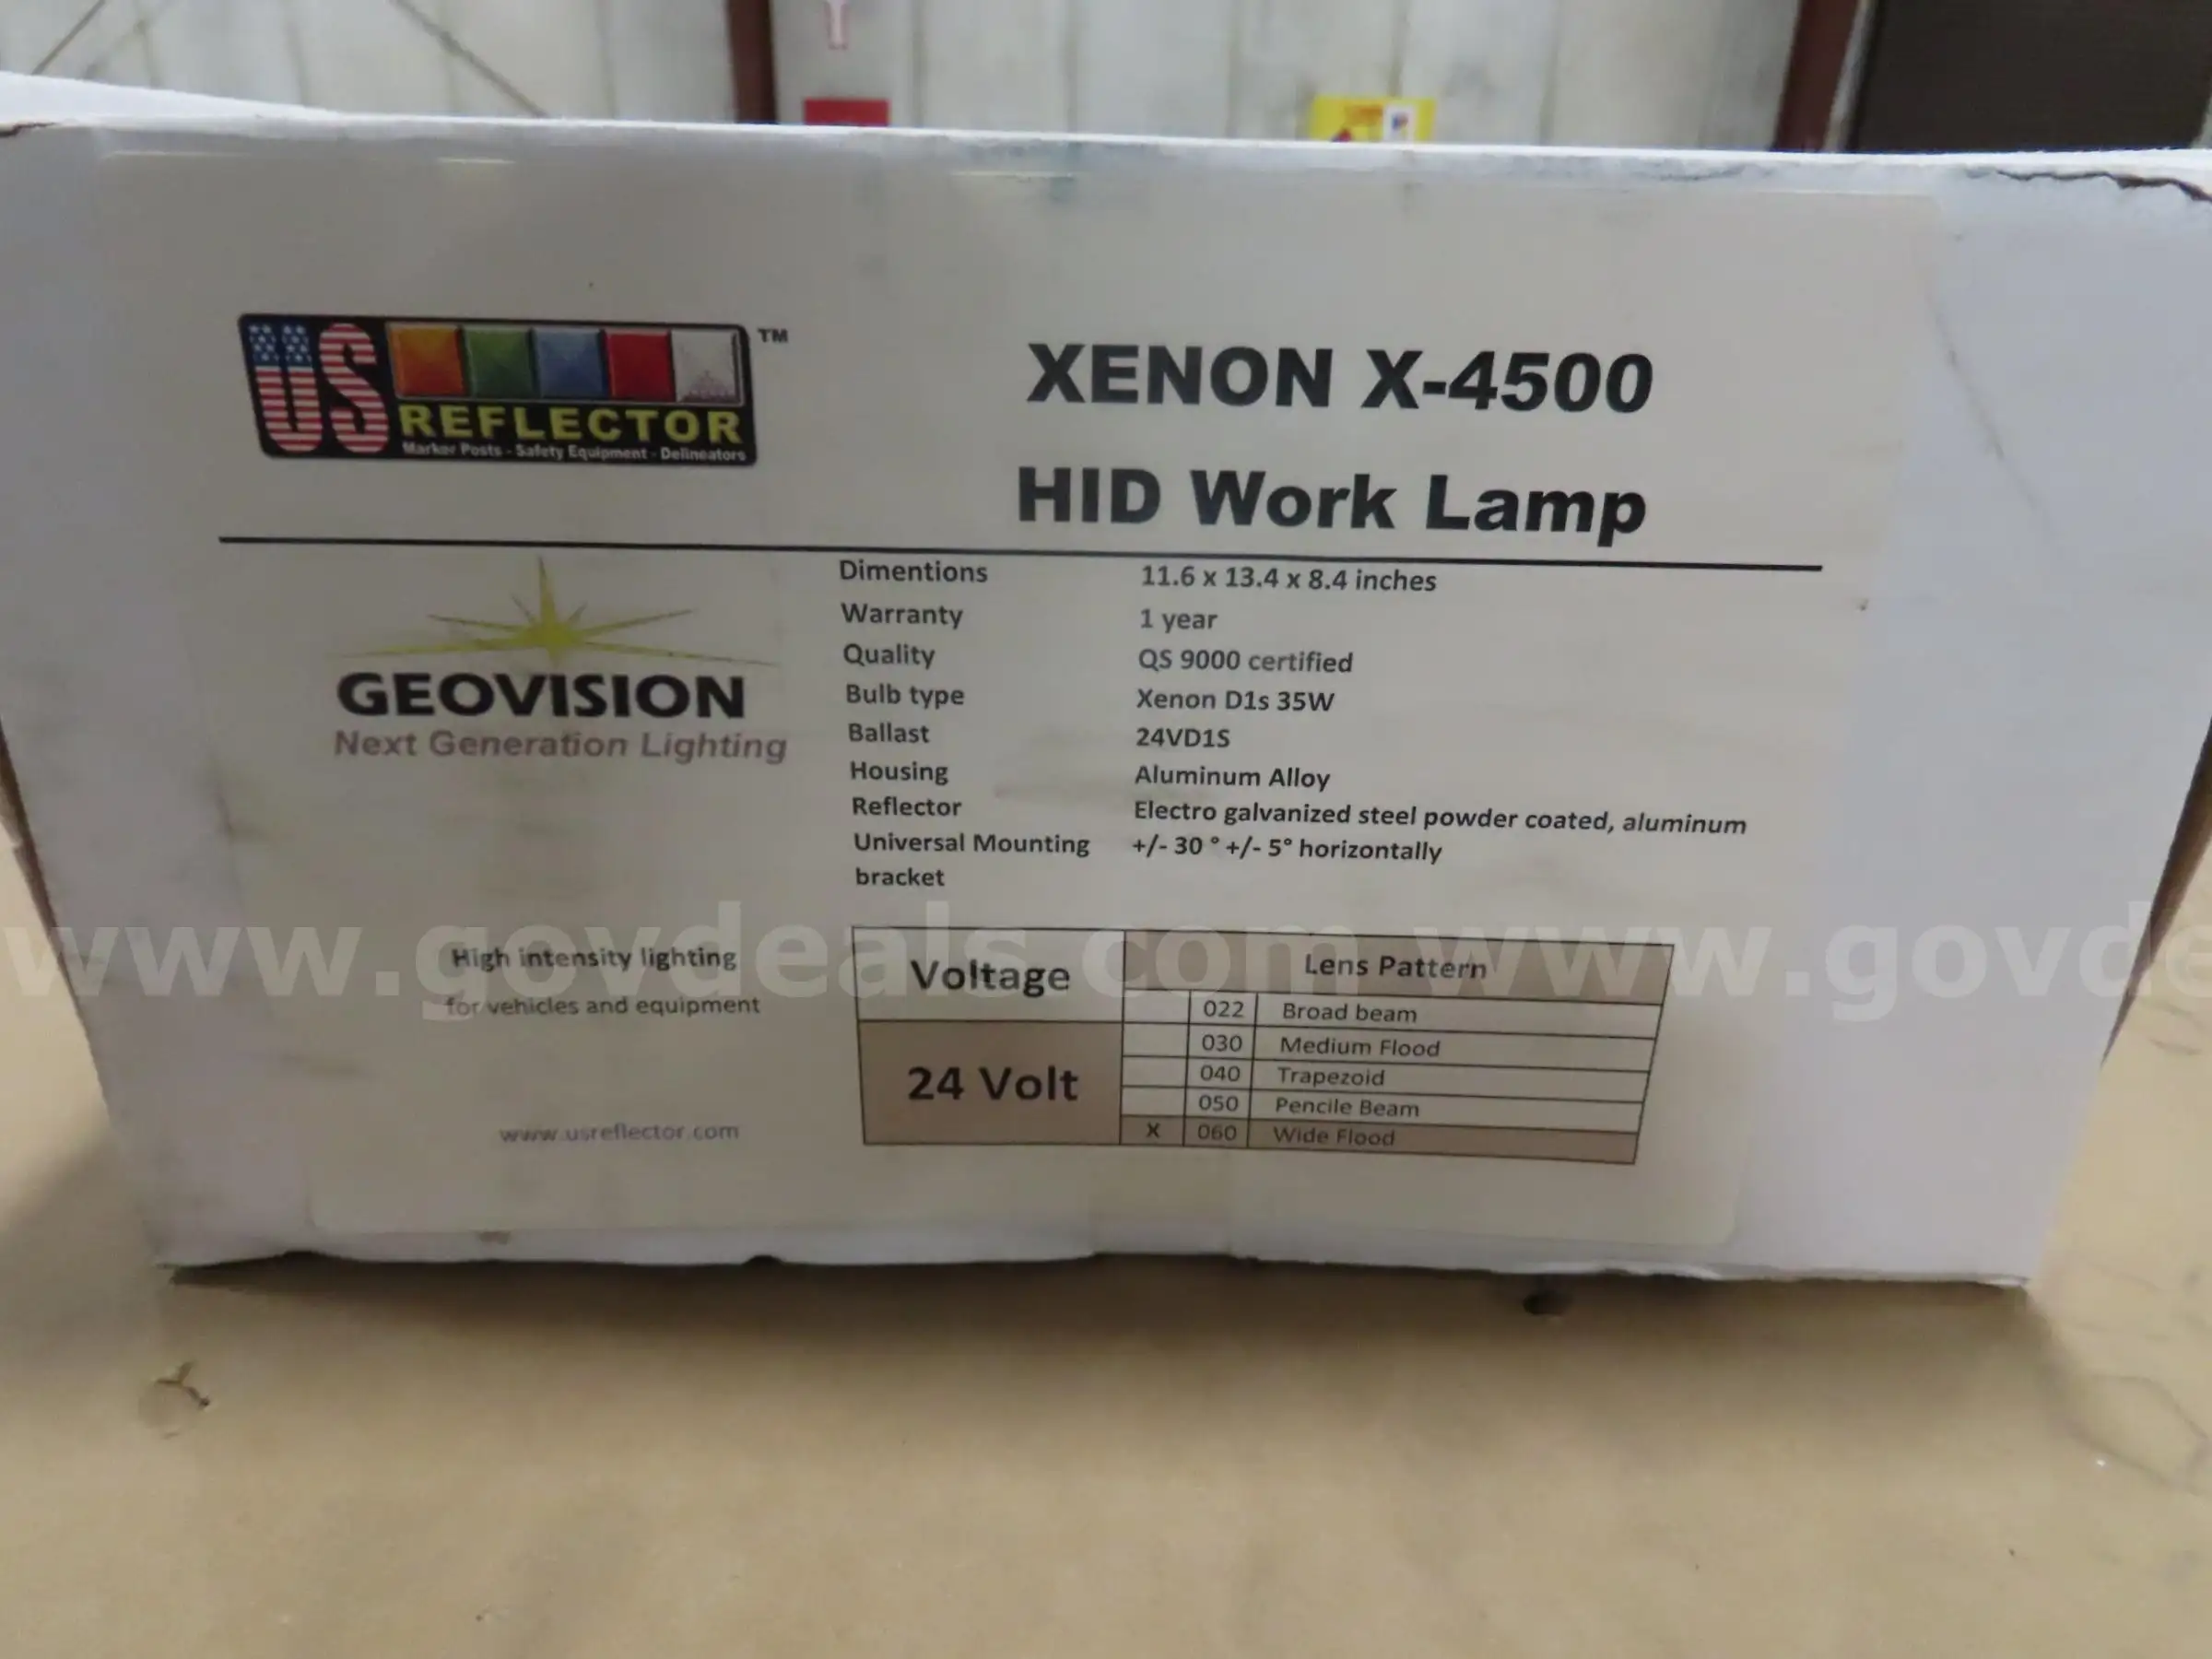 US REFLECTOR ™
Marker Posts - Safety Equipment - Delineators
XENON X-4500
HID Work Lamp
GEOVISION
Next Generation Lighting
Dimentions 11.6 x 13.4 x 8.4 inches
Warranty 1 year
Quality QS 9000 certified
Bulb type Xenon D1s 35W
Ballast 24VD1S
Housing Aluminum Alloy
Reflector Electro galvanized steel powder coated, aluminum
Universal Mounting +/- 30 ° +/- 5° horizontally
bracket
High intensity lighting
for vehicles and equipment
www.usreflector.com
Voltage
24 Volt
Lens Pattern
022 Broad beam
030 Medium Flood
040 Trapezoid
050 Pencile Beam
X 060 Wide Flood
www.govdeals.com www.govde